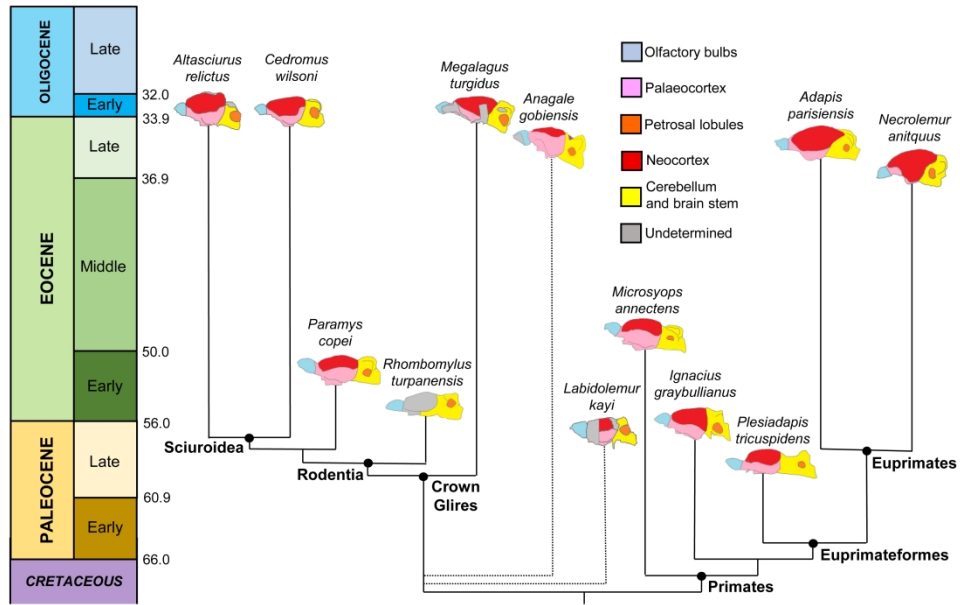 OLIGOCENE
Late
32.0
Early
33.9
EOCENE
Late
36.9
Middle
50.0
Early
56.0
PALEOCENE
Late
60.9
Early
66.0
CRETACEOUS
Altasciurus
relictus
Cedromus
wilsoni
Megalagus
turgidus
Anagale
gobiensis
Olfactory bulbs
Palaeocortex
Petrosal lobules
Neocortex
Cerebellum
and brain stem
Undetermined
Adapis
parisiensis
Necrolemur
anitquus
Paramys
copei
Rhombomylus
turpanensis
Microsyops
annectens
Labidolemur
kayi
Ignacius
graybullianus
Plesiadapis
tricuspidens
Sciuroidea
Rodentia
Crown
Glires
Euprimates
Euprimateformes
Primates